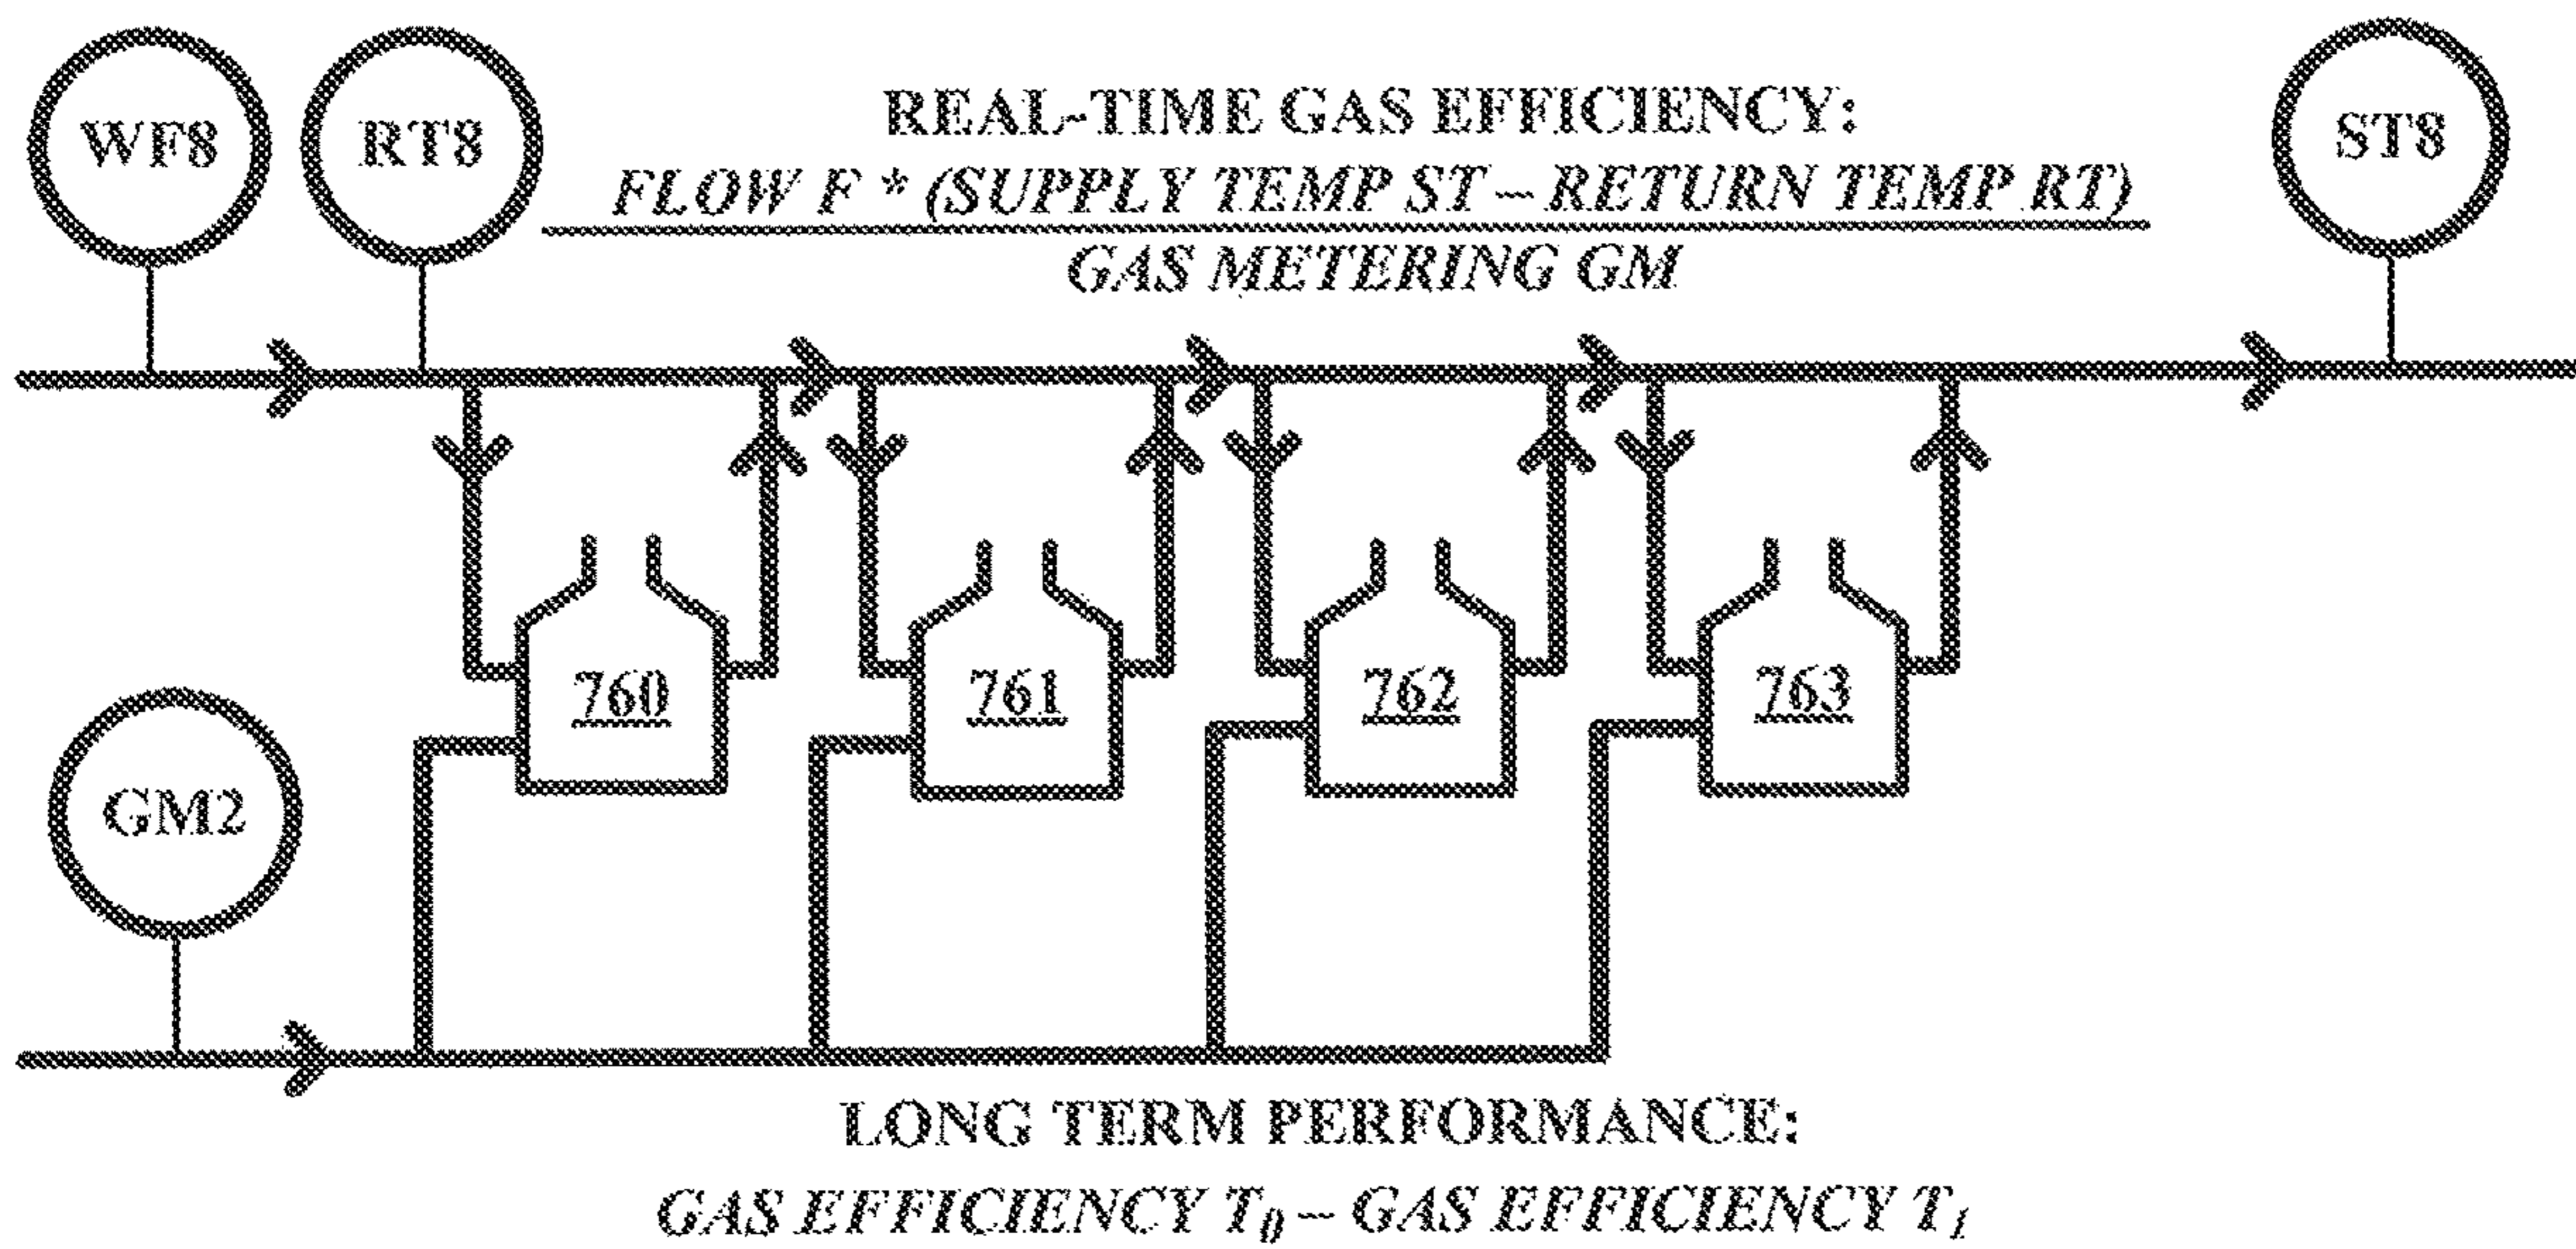 WF8
RT8
REAL-TIME GAS EFFICIENCY:
FLOW F * (SUPPLY TEMP ST – RETURN TEMP RT)
GAS METERING GM
ST8
760
761
762
763
GM2
LONG TERM PERFORMANCE:
GAS EFFICIENCY T₀ – GAS EFFICIENCY T₁